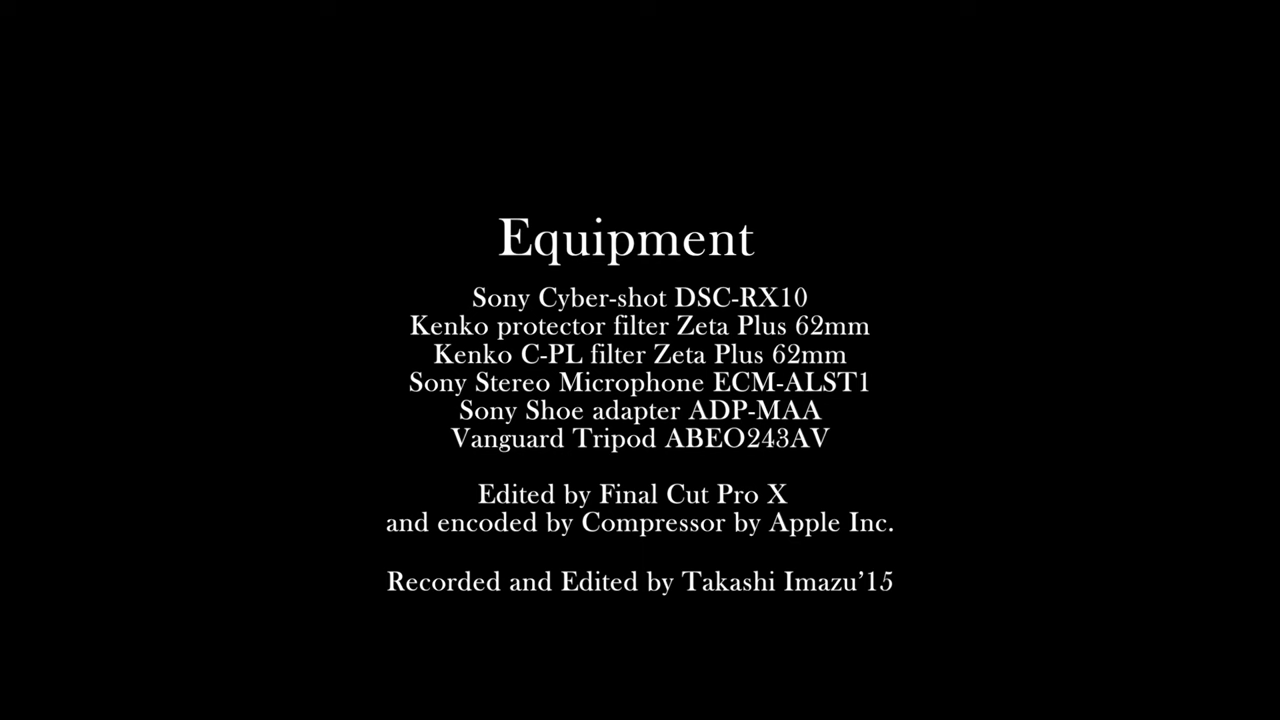 Equipment
Sony Cyber-shot DSC-RX10
Kenko protector filter Zeta Plus 62mm
Kenko C-PL filter Zeta Plus 62mm
Sony Stereo Microphone ECM-ALST1
Sony Shoe adapter ADP-MAA
Vanguard Tripod ABEO243AV
Edited by Final Cut Pro X
and encoded by Compressor by Apple Inc.
Recorded and Edited by Takashi Imazu’15